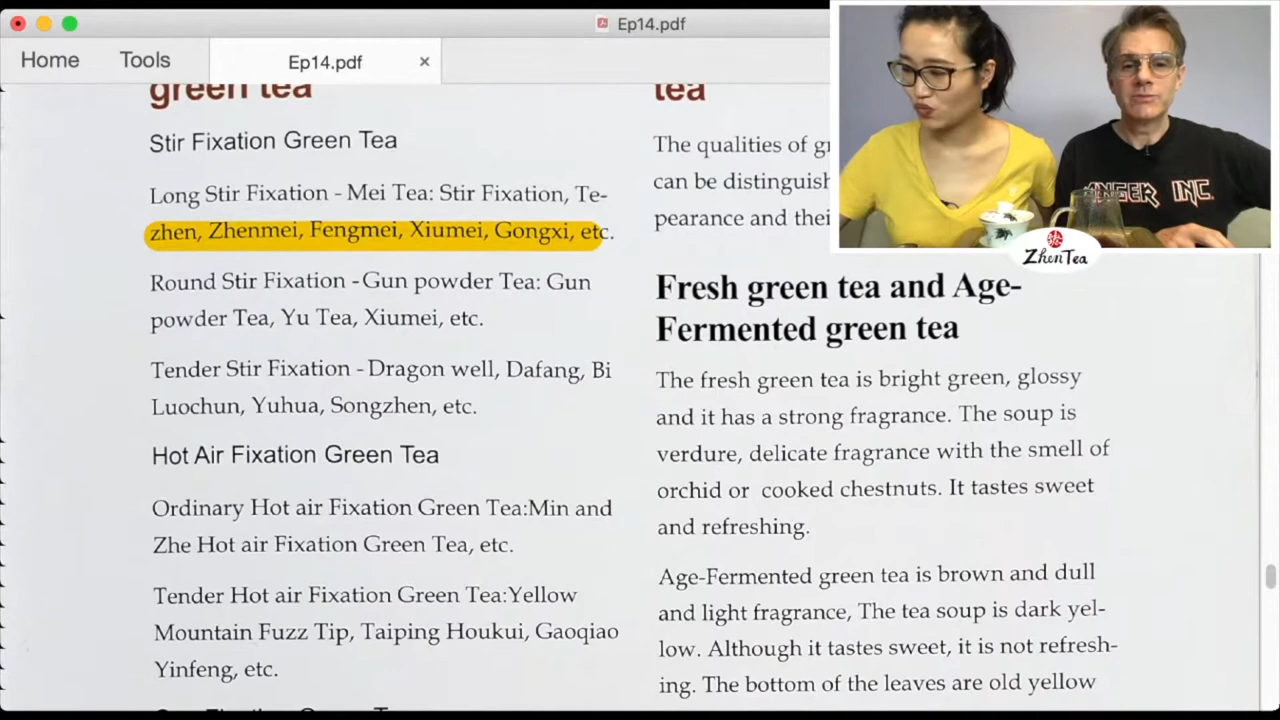 Ep14.pdf
Home
Tools
Ep14.pdf
green tea
Stir Fixation Green Tea
Long Stir Fixation - Mei Tea: Stir Fixation, Te-
zhen, Zhenmei, Fengmei, Xiumei, Gongxi, etc.
Round Stir Fixation - Gun powder Tea: Gun
powder Tea, Yu Tea, Xiumei, etc.
Tender Stir Fixation - Dragon well, Dafang, Bi
Luochun, Yuhua, Songzhen, etc.
Hot Air Fixation Green Tea
Ordinary Hot air Fixation Green Tea:Min and
Zhe Hot air Fixation Green Tea, etc.
Tender Hot air Fixation Green Tea:Yellow
Mountain Fuzz Tip, Taiping Houkui, Gaoqiao
Yinfeng, etc.
tea
The qualities of gr
can be distinguish
pearance and their
Fresh green tea and Age-
Fermented green tea
The fresh green tea is bright green, glossy
and it has a strong fragrance. The soup is
verdure, delicate fragrance with the smell of
orchid or cooked chestnuts. It tastes sweet
and refreshing.
Age-Fermented green tea is brown and dull
and light fragrance, The tea soup is dark yel-
low. Although it tastes sweet, it is not refresh-
ing. The bottom of the leaves are old yellow
ANGER INC.
ZhenTea